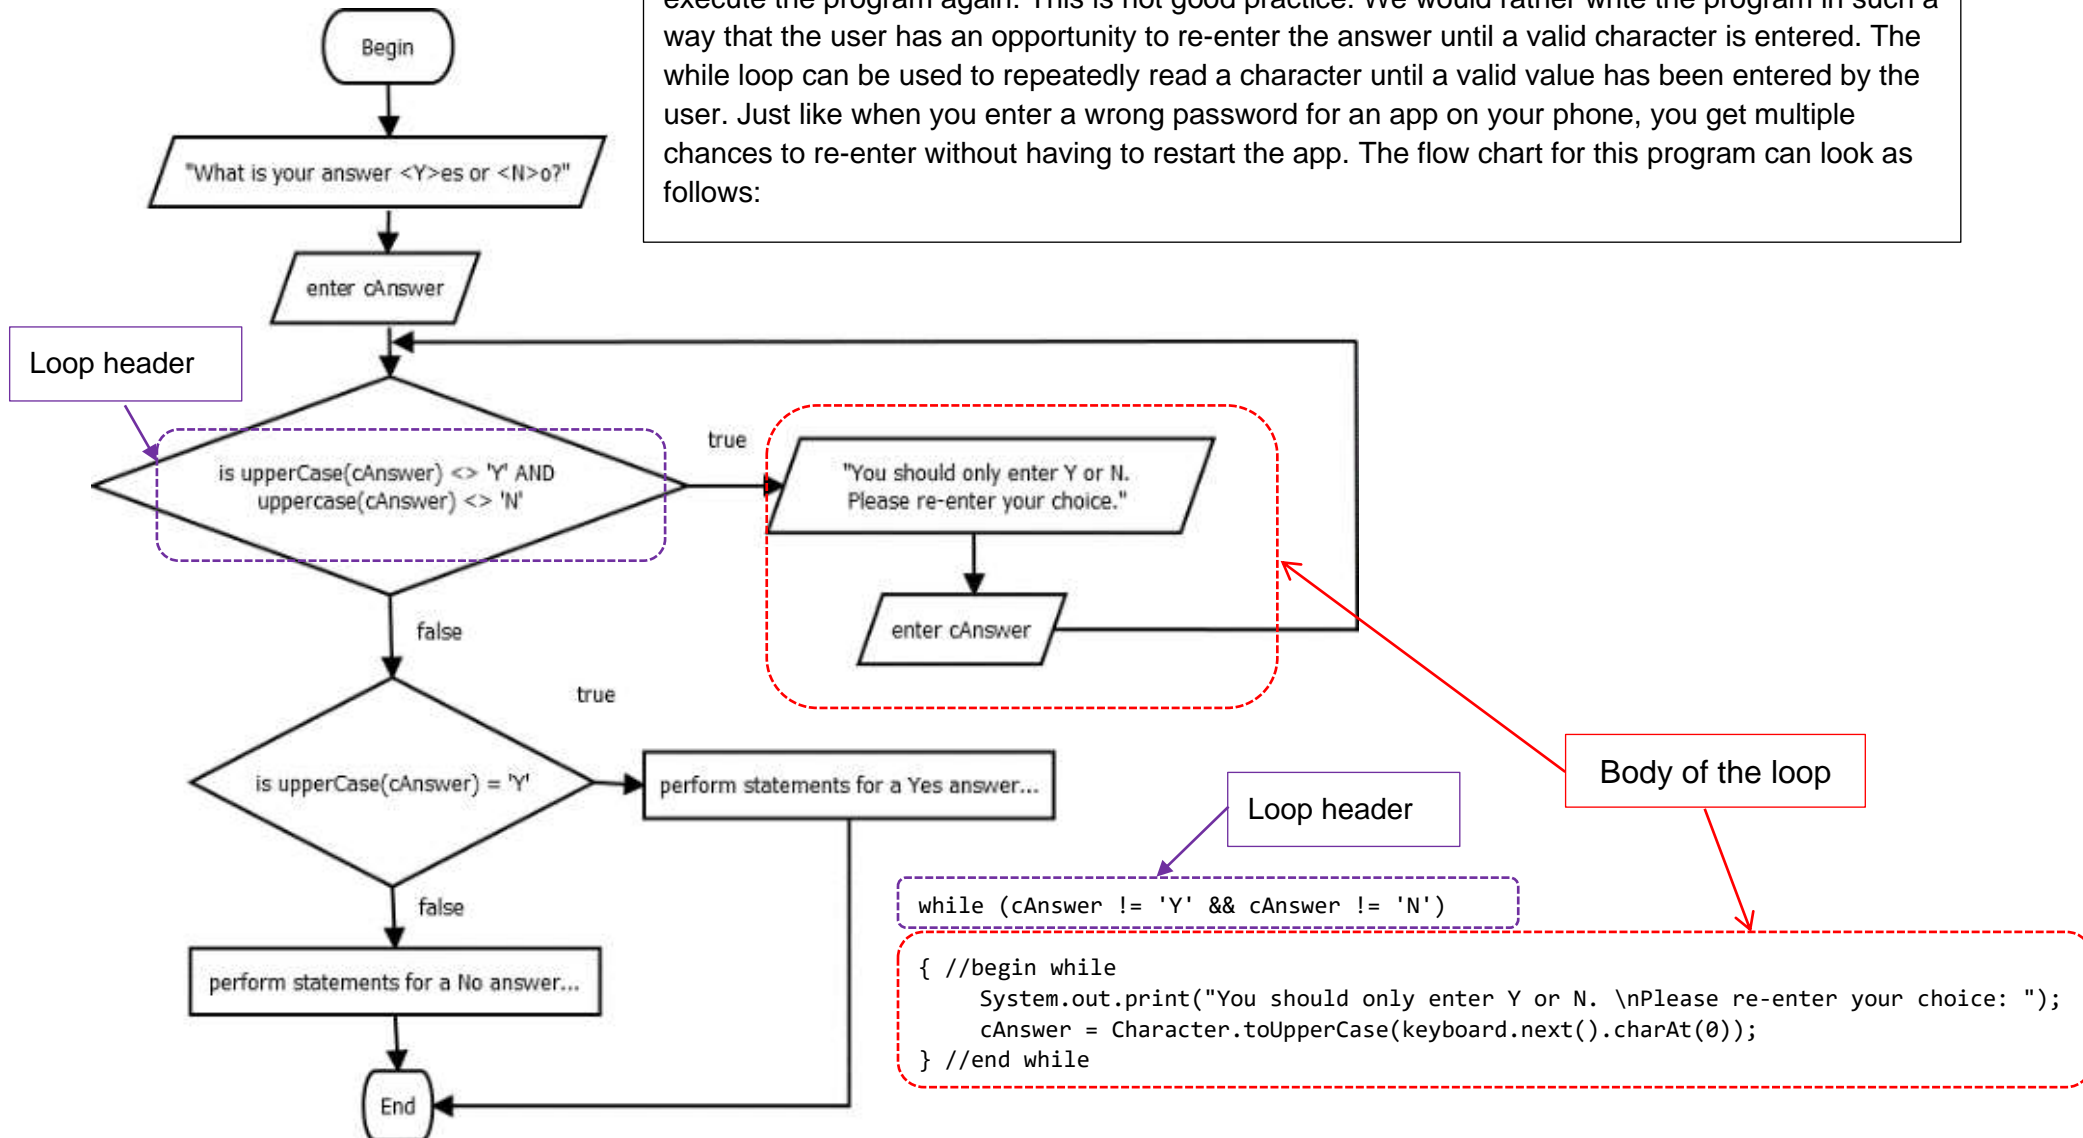 execute the program again. This is not good practice. We would rather write the program in such a
way that the user has an opportunity to re-enter the answer until a valid character is entered. The
while loop can be used to repeatedly read a character until a valid value has been entered by the
user. Just like when you enter a wrong password for an app on your phone, you get multiple
chances to re-enter without having to restart the app. The flow chart for this program can look as
follows:
Begin
"What is your answer <Y>es or <N>o?"
enter cAnswer
Loop header
is upperCase(cAnswer) <> 'Y' AND
uppercase(cAnswer) <> 'N'
true
"You should only enter Y or N.
Please re-enter your choice."
enter cAnswer
false
true
is upperCase(cAnswer) = 'Y'
perform statements for a Yes answer...
false
perform statements for a No answer...
End
Body of the loop
Loop header
while (cAnswer != 'Y' && cAnswer != 'N')
{ //begin while
System.out.print("You should only enter Y or N. \nPlease re-enter your choice: ");
cAnswer = Character.toUpperCase(keyboard.next().charAt(0));
} //end while